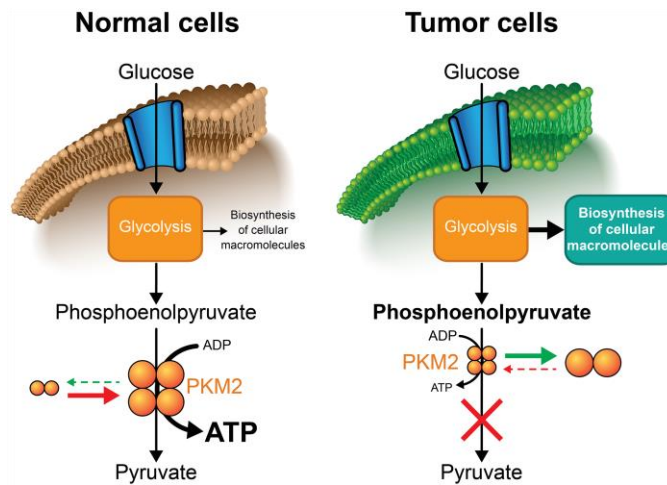 Normal cells
Glucose
Glycolysis
Biosynthesis
of cellular
macromolecules
Phosphoenolpyruvate
ADP
PKM2
ATP
Pyruvate
Tumor cells
Glucose
Glycolysis
Biosynthesis
of cellular
macromolecule
Phosphoenolpyruvate
ADP
PKM2
ATP
Pyruvate